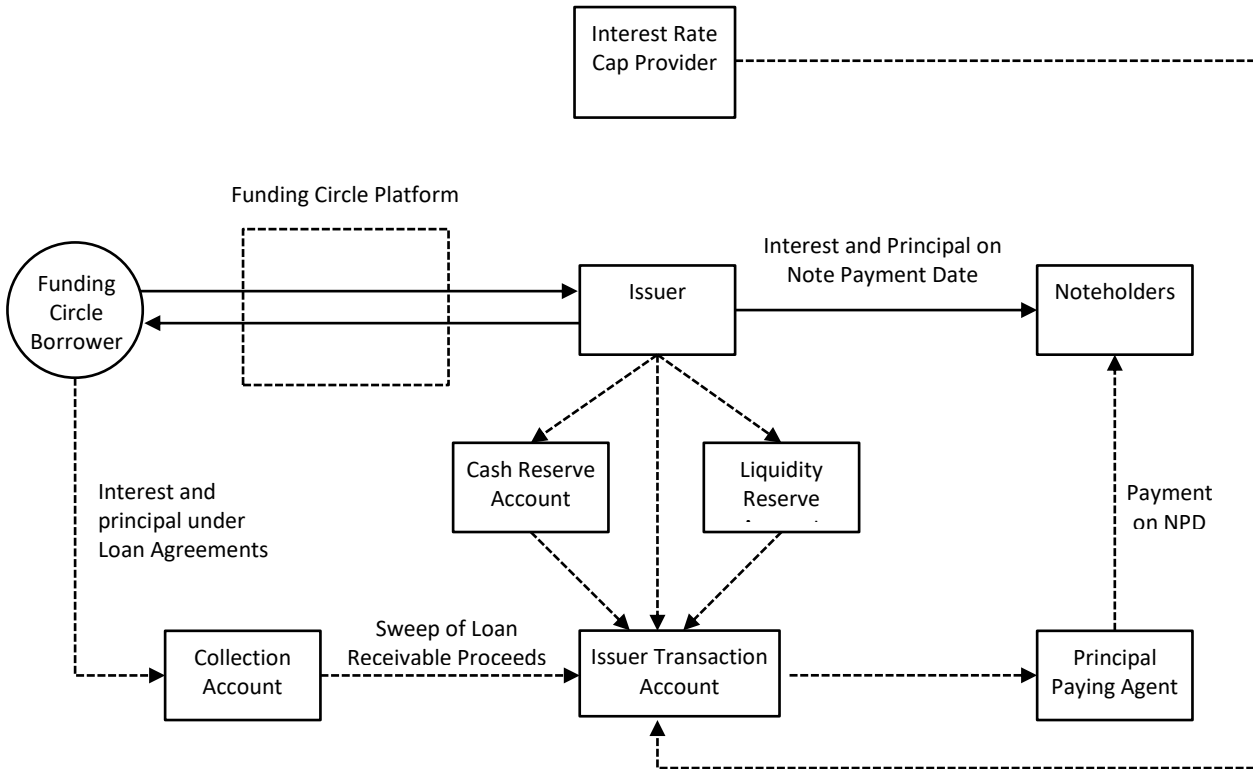 Interest Rate
Cap Provider
Funding Circle Platform
Funding
Circle
Borrower
Issuer
Interest and Principal on
Note Payment Date
Noteholders
Cash Reserve
Account
Liquidity
Reserve
Interest and
principal under
Loan Agreements
Payment
on NPD
Collection
Account
Sweep of Loan
Receivable Proceeds
Issuer Transaction
Account
Principal
Paying Agent